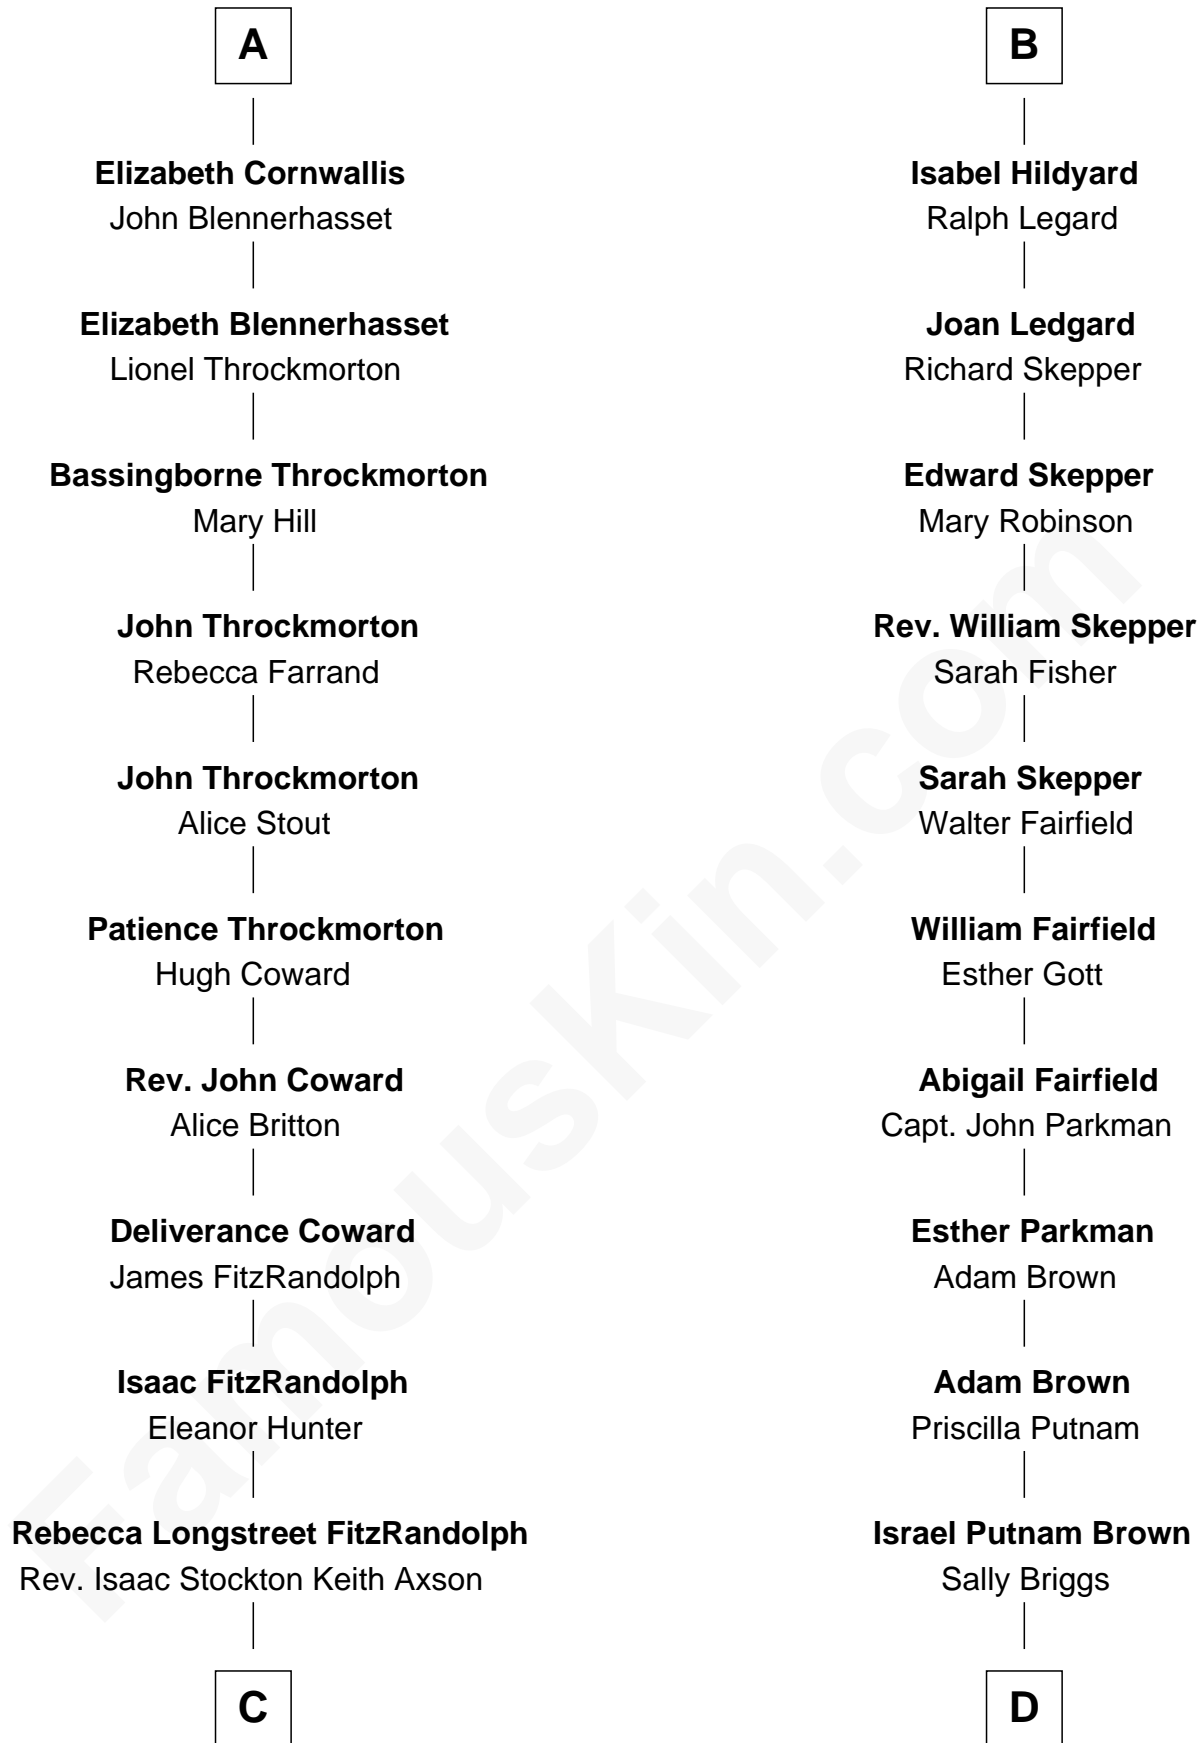 A
Elizabeth Cornwallis
John Blennerhasset
Elizabeth Blennerhasset
Lionel Throckmorton
Bassingborne Throckmorton
Mary Hill
John Throckmorton
Rebecca Farrand
John Throckmorton
Alice Stout
Patience Throckmorton
Hugh Coward
Rev. John Coward
Alice Britton
Deliverance Coward
James FitzRandolph
Isaac FitzRandolph
Eleanor Hunter
Rebecca Longstreet FitzRandolph
Rev. Isaac Stockton Keith Axson
C
B
Isabel Hildyard
Ralph Legard
Joan Ledgard
Richard Skepper
Edward Skepper
Mary Robinson
Rev. William Skepper
Sarah Fisher
Sarah Skepper
Walter Fairfield
William Fairfield
Esther Gott
Abigail Fairfield
Capt. John Parkman
Esther Parkman
Adam Brown
Adam Brown
Priscilla Putnam
Israel Putnam Brown
Sally Briggs
D
FamousKin.com